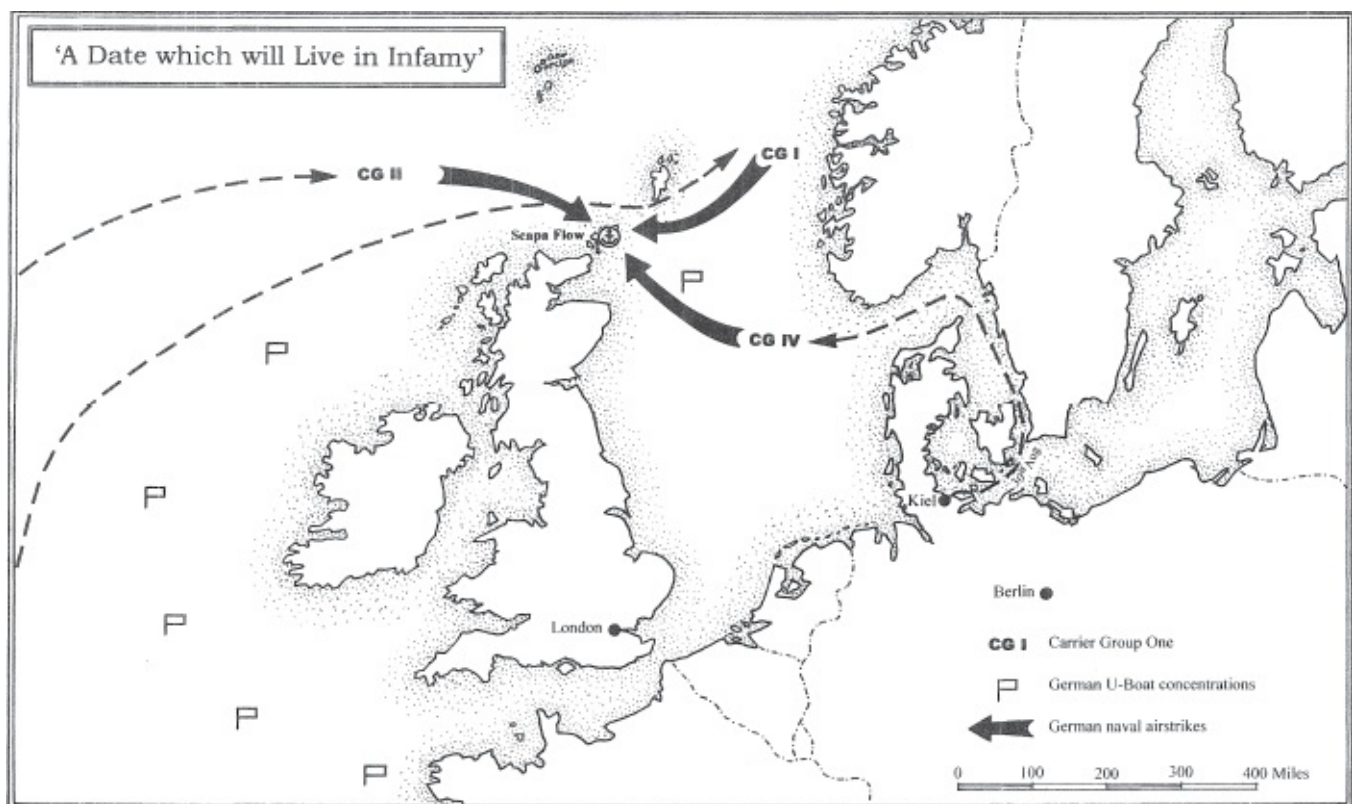 'A Date which will Live in Infamy'
CG II
CG I
Scapa Flow
CG IV
Kiel
Berlin
London
CG I Carrier Group One
German U-Boat concentrations
German naval airstrikes
0 100 200 300 400 Miles